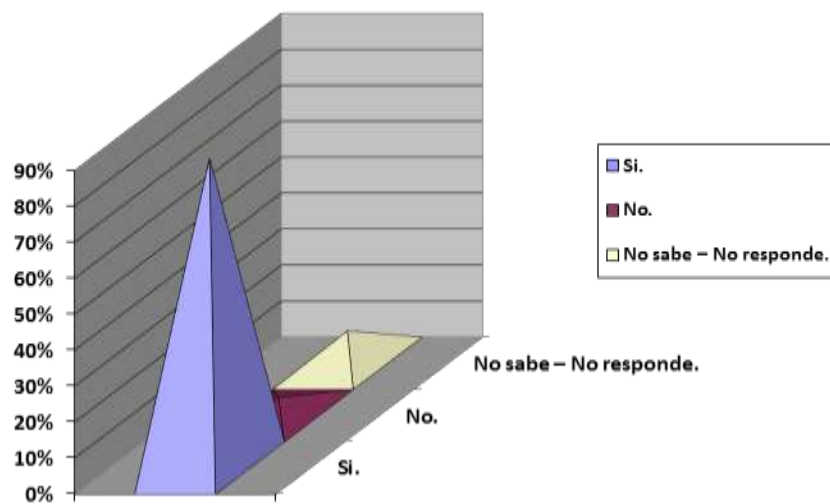 90%
80%
70%
60%
50%
40%
30%
20%
10%
0%
Si.
No.
No sabe – No responde.
Si.
No.
No sabe – No responde.